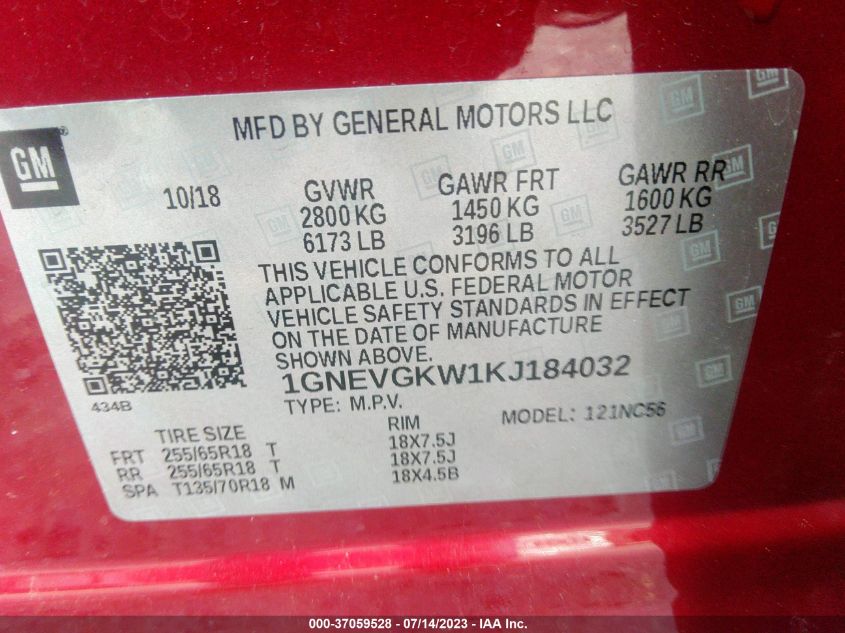 MFD BY GENERAL MOTORS LLC
GM
10/18
GVWR
2800 KG
6173 LB
GAWR FRT
1450 KG
3196 LB
GAWR RR
1600 KG
3527 LB
THIS VEHICLE CONFORMS TO ALL
APPLICABLE U.S. FEDERAL MOTOR
VEHICLE SAFETY STANDARDS IN EFFECT
ON THE DATE OF MANUFACTURE
SHOWN ABOVE.
1GNEVGKW1KJ184032
434B
TYPE: M.P.V.
MODEL: 121NC56
TIRE SIZE
RIM
FRT 255/65R18 T 18X7.5J
RR 255/65R18 T 18X7.5J
SPA T135/70R18 M 18X4.5B
000-37059528 - 07/14/2023 - IAA Inc.